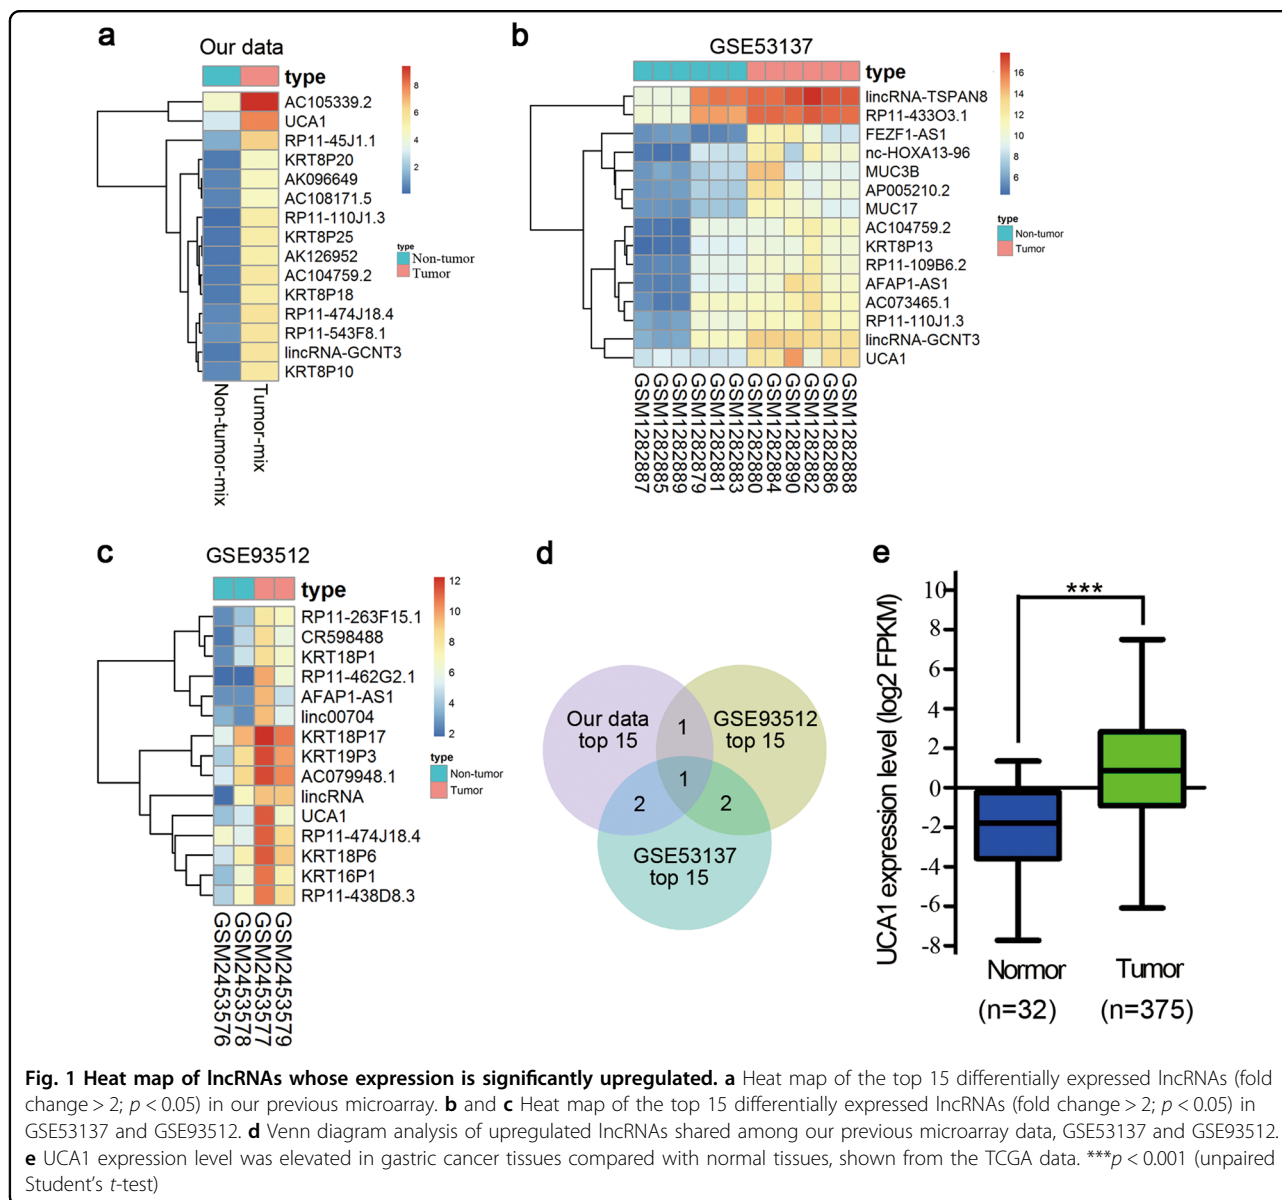 a
Our data
type
8
6
4
2
AC105339.2
UCA1
RP11-45J1.1
KRT8P20
AK096649
AC108171.5
RP11-110J1.3
KRT8P25
AK126952
AC104759.2
KRT8P18
RP11-474J18.4
RP11-543F8.1
lincRNA-GCNT3
KRT8P10
type
Non-tumor
Tumor
Non-tumor-mix
Tumor-mix
b
GSE53137
type
16
14
12
10
8
6
lincRNA-TSPAN8
RP11-433O3.1
FEZF1-AS1
nc-HOXA13-96
MUC3B
AP005210.2
MUC17
AC104759.2
KRT8P13
RP11-109B6.2
AFAP1-AS1
AC073465.1
RP11-110J1.3
lincRNA-GCNT3
UCA1
type
Non-tumor
Tumor
GSM1282887
GSM1282885
GSM1282889
GSM1282879
GSM1282881
GSM1282883
GSM1282880
GSM1282884
GSM1282890
GSM1282882
GSM1282886
GSM1282888
c
GSE93512
type
12
10
8
6
4
2
RP11-263F15.1
CR598488
KRT18P1
RP11-462G2.1
AFAP1-AS1
linc00704
KRT18P17
KRT19P3
AC079948.1
lincRNA
UCA1
RP11-474J18.4
KRT18P6
KRT16P1
RP11-438D8.3
type
Non-tumor
Tumor
GSM2453576
GSM2453578
GSM2453577
GSM2453579
d
Our data
top 15
1
GSE93512
top 15
1
2
2
GSE53137
top 15
e
UCA1 expression level (log2 FPKM)
10
8
6
4
2
0
-2
-4
-6
-8
***
Normor
Tumor
(n=32)
(n=375)
Fig. 1 Heat map of lncRNAs whose expression is significantly upregulated. a Heat map of the top 15 differentially expressed lncRNAs (fold
change > 2; p < 0.05) in our previous microarray. b and c Heat map of the top 15 differentially expressed lncRNAs (fold change > 2; p < 0.05) in
GSE53137 and GSE93512. d Venn diagram analysis of upregulated lncRNAs shared among our previous microarray data, GSE53137 and GSE93512.
e UCA1 expression level was elevated in gastric cancer tissues compared with normal tissues, shown from the TCGA data. ***p < 0.001 (unpaired
Student's t-test)